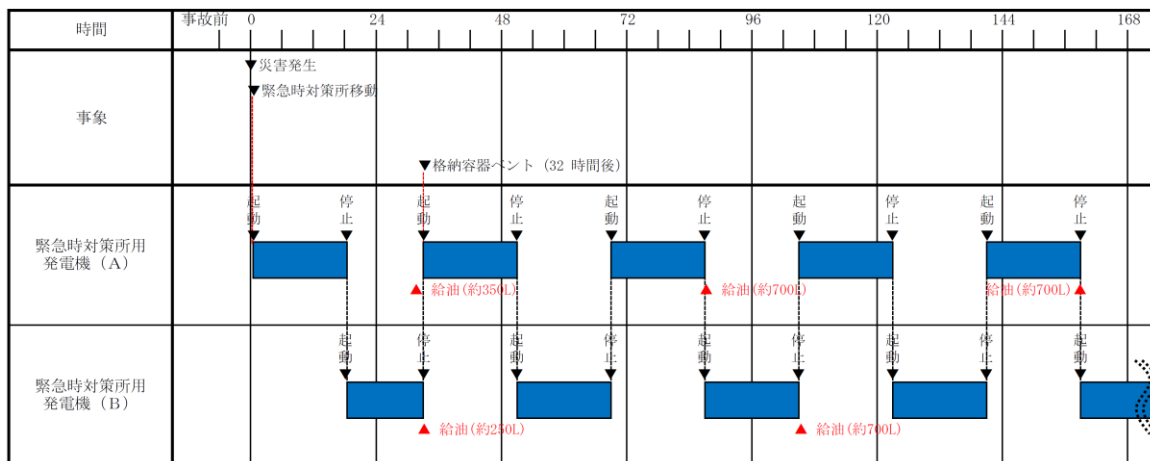 時間
事故前
0
24
48
72
96
120
144
168
事象
▼災害発生
▼緊急時対策所移動
▼格納容器ベント（32 時間後）
緊急時対策所用
発電機（A）
起動
停止
起動
停止
起動
停止
起動
停止
起動
停止
▲ 給油(約350L)
▲ 給油(約700L)
給油(約700L) ▲
緊急時対策所用
発電機（B）
起動
停止
起動
停止
起動
停止
起動
停止
起動
▲ 給油(約250L)
▲ 給油(約700L)